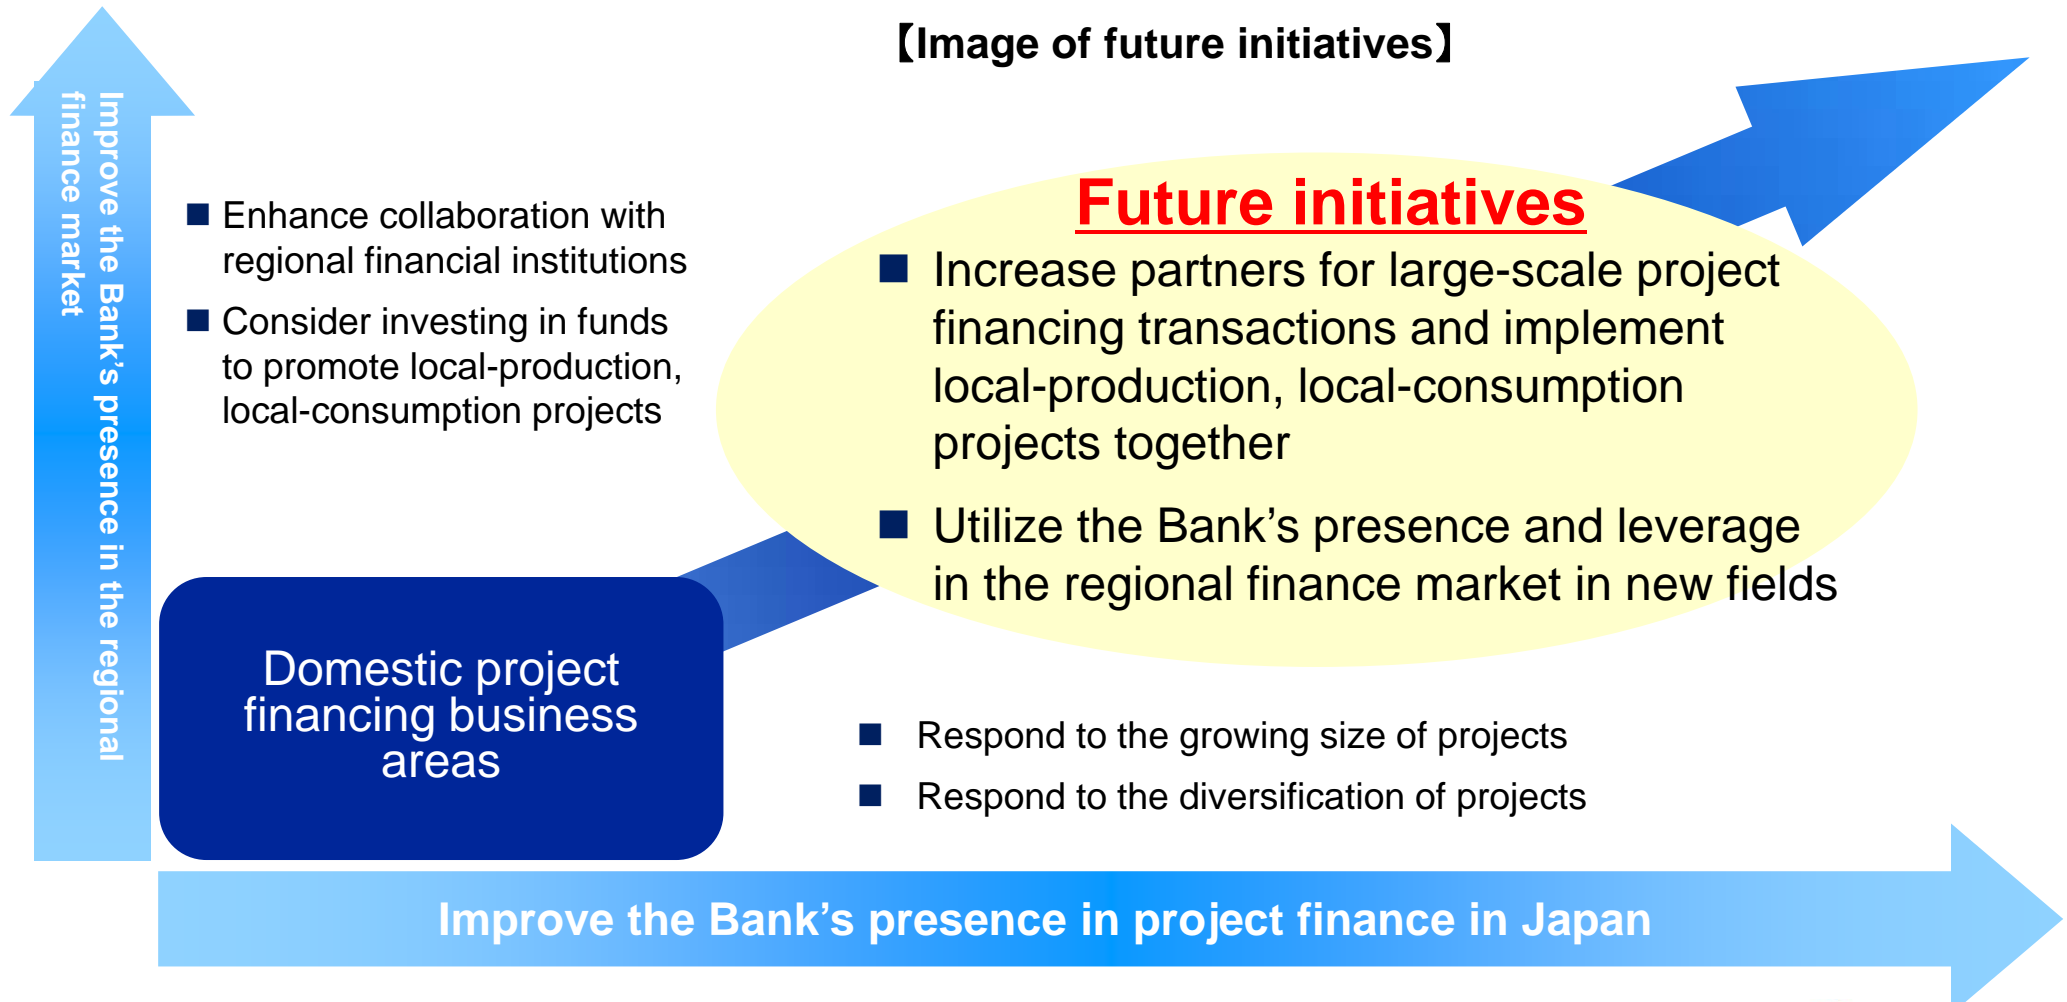 【Image of future initiatives】
Improve the Bank’s presence in the regional
finance market
■ Enhance collaboration with
regional financial institutions
■ Consider investing in funds
to promote local-production,
local-consumption projects
Future initiatives
■ Increase partners for large-scale project
financing transactions and implement
local-production, local-consumption
projects together
■ Utilize the Bank’s presence and leverage
in the regional finance market in new fields
Domestic project
financing business
areas
■ Respond to the growing size of projects
■ Respond to the diversification of projects
Improve the Bank’s presence in project finance in Japan